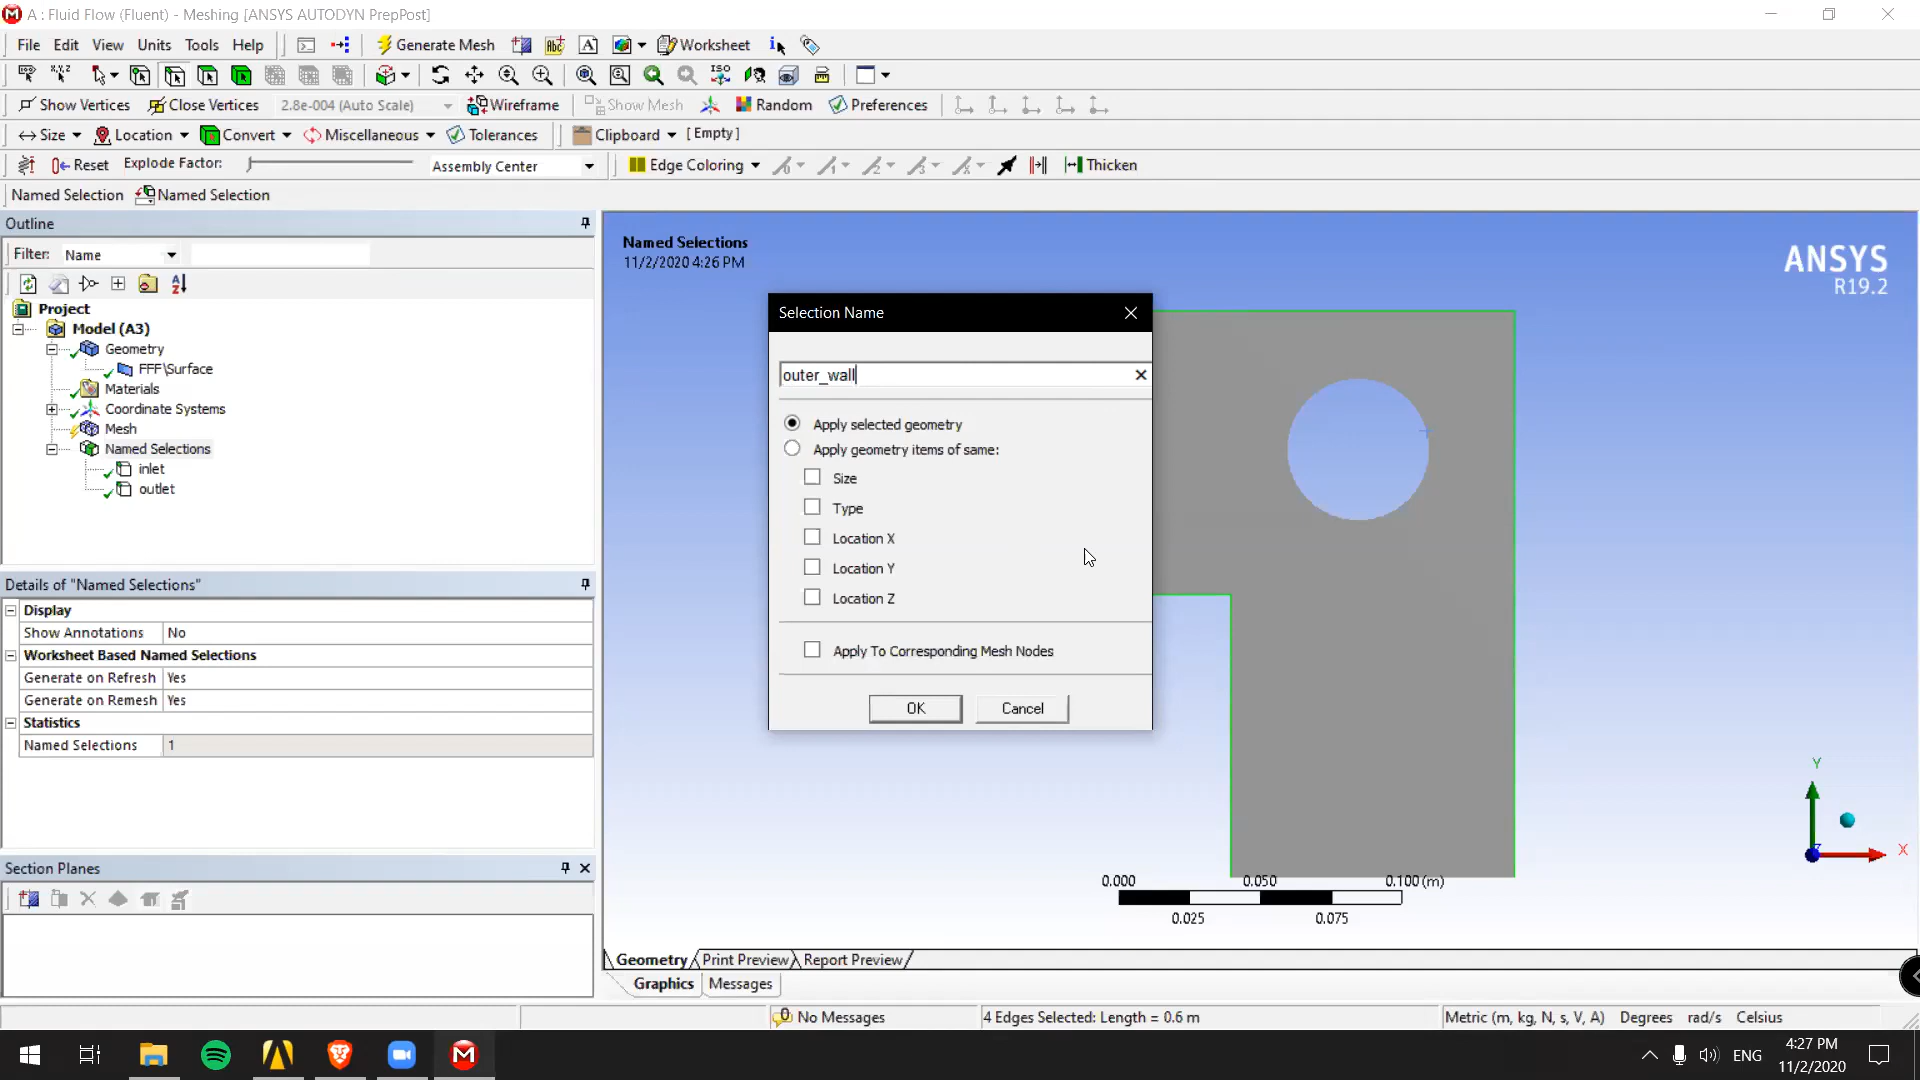 A : Fluid Flow (Fluent) - Meshing [ANSYS AUTODYN PrepPost]
File Edit View Units Tools Help Generate Mesh Abc A Worksheet
ISO
Show Vertices Close Vertices 2.8e-004 (Auto Scale) Wireframe Show Mesh Random Preferences
Size Location Convert Miscellaneous Tolerances Clipboard [ Empty ]
Reset Explode Factor: Assembly Center Edge Coloring Thicken
Named Selection Named Selection
Outline
Filter: Name
Project
Model (A3)
Geometry
FFF\Surface
Materials
Coordinate Systems
Mesh
Named Selections
inlet
outlet
Details of "Named Selections"
Display
Show Annotations No
Worksheet Based Named Selections
Generate on Refresh Yes
Generate on Remesh Yes
Statistics
Named Selections 1
Section Planes
Named Selections
11/2/2020 4:26 PM
ANSYS
R19.2
Selection Name
outer_wall
Apply selected geometry
Apply geometry items of same:
Size
Type
Location X
Location Y
Location Z
Apply To Corresponding Mesh Nodes
OK Cancel
Y
X
0.000 0.050 0.100 (m)
0.025 0.075
Geometry Print Preview Report Preview
Graphics Messages
No Messages 4 Edges Selected: Length = 0.6 m Metric (m, kg, N, s, V, A) Degrees rad/s Celsius
ENG
4:27 PM
11/2/2020